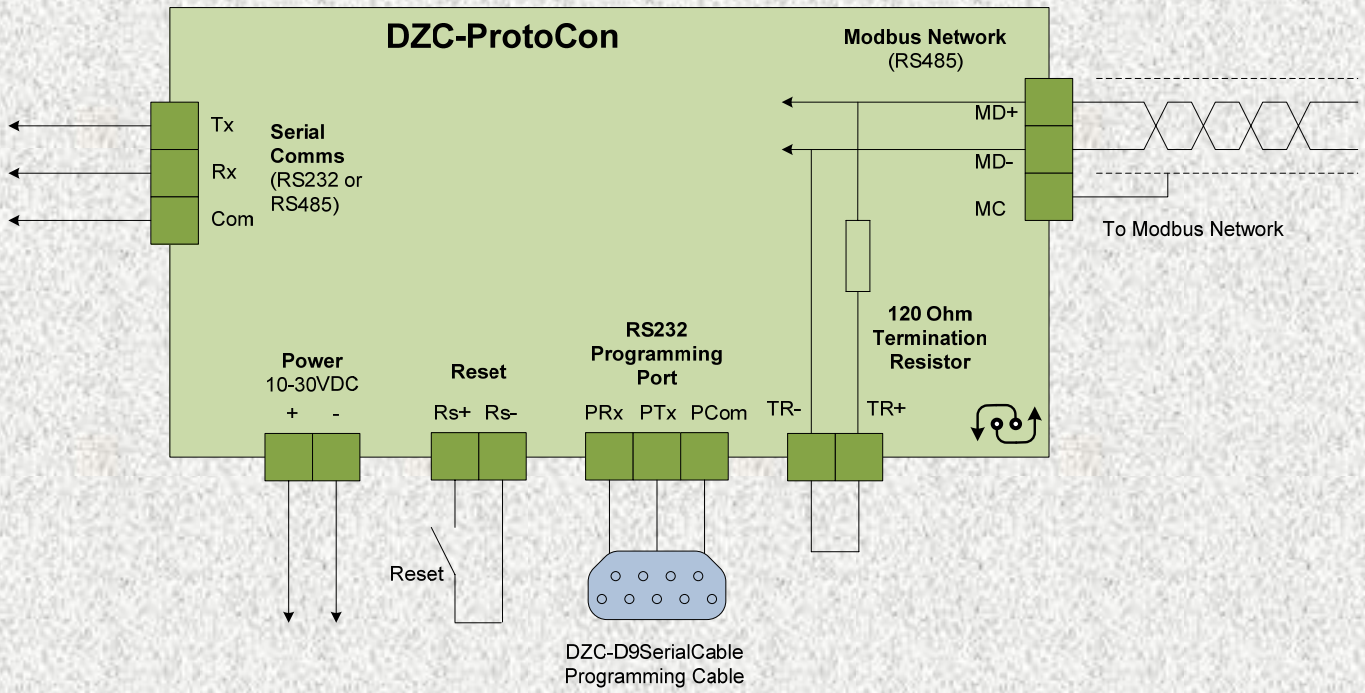 DZC-ProtoCon
Modbus Network
(RS485)
MD+
MD-
MC
To Modbus Network
Tx
Rx
Com
Serial
Comms
(RS232 or
RS485)
Power
10-30VDC
+ -
Reset
Rs+ Rs-
RS232
Programming
Port
PRx PTx PCom
TR- TR+
120 Ohm
Termination
Resistor
Reset
DZC-D9SerialCable
Programming Cable